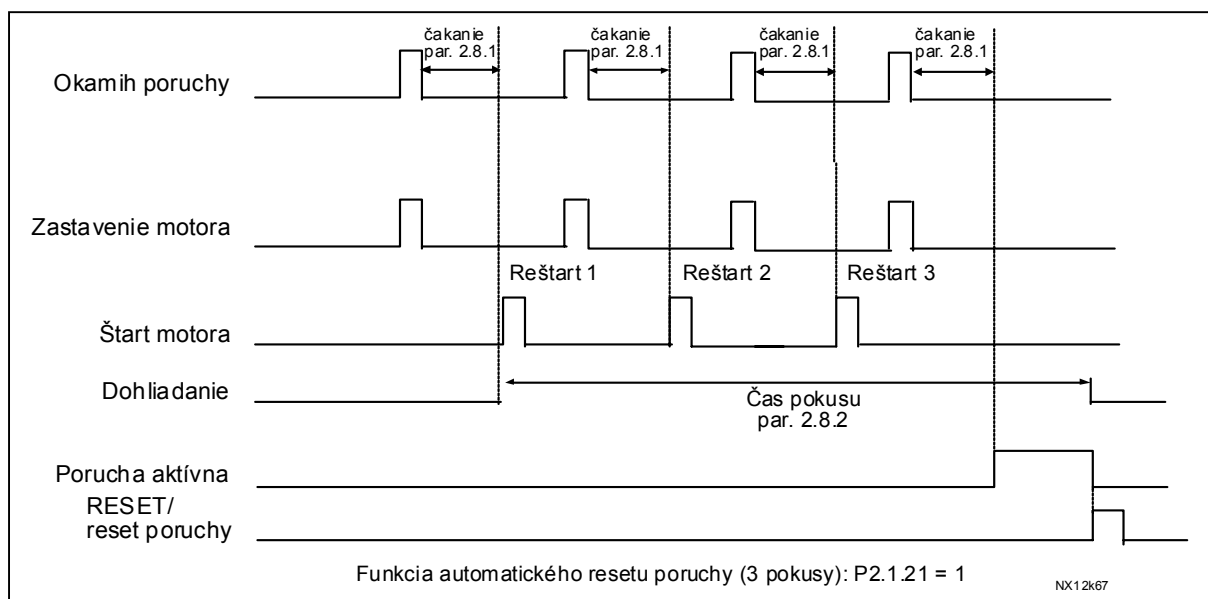 čakanie
par. 2.8.1
čakanie
par. 2.8.1
čakanie
par. 2.8.1
čakanie
par. 2.8.1
Okamih poruchy
Zastavenie motora
Reštart 1
Reštart 2
Reštart 3
Štart motora
Dohliadanie
Čas pokusu
par. 2.8.2
Porucha aktívna
RESET/
reset poruchy
Funkcia automatického resetu poruchy (3 pokusy): P2.1.21 = 1
NX12k67